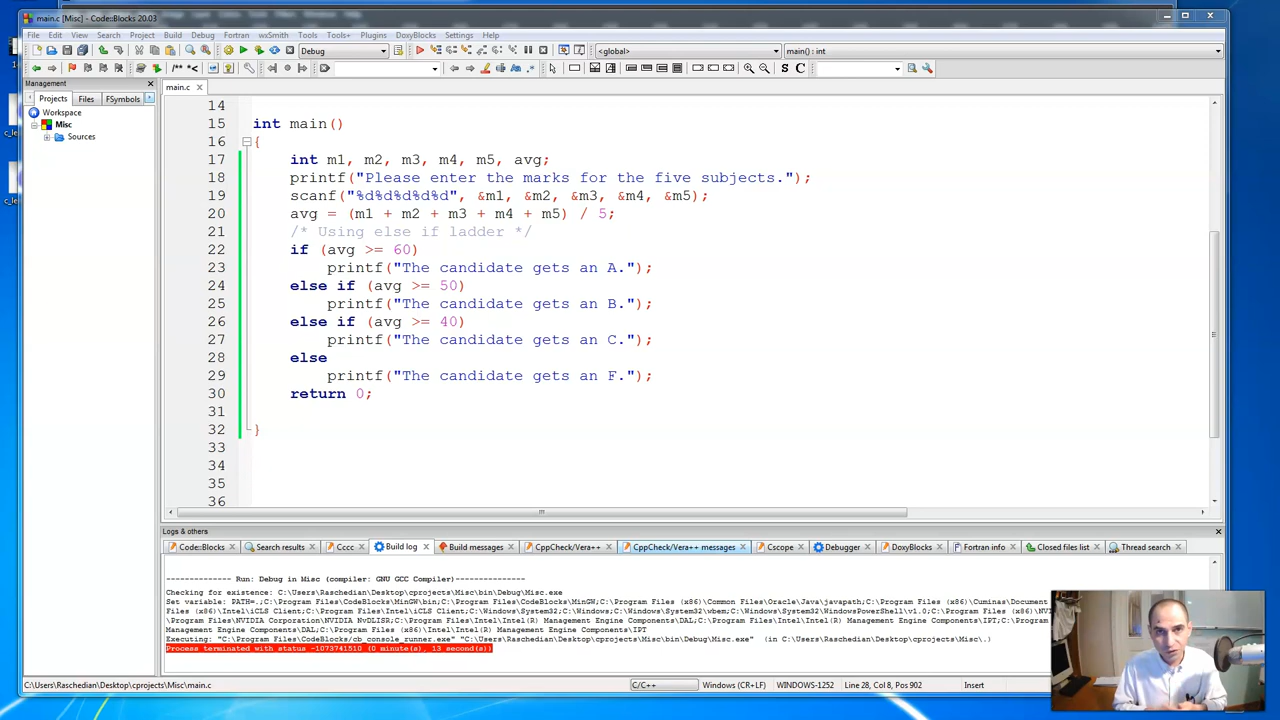 main.c [Misc] - Code::Blocks 20.03
File Edit View Search Project Build Debug Fortran wxSmith Tools Tools+ Plugins DoxyBlocks Settings Help
Debug <global> main() : int
/** *< S C
Management
main.c
Projects Files FSymbols
Workspace
Misc
Sources
14
15 int main()
16 {
17 int m1, m2, m3, m4, m5, avg;
18 printf("Please enter the marks for the five subjects.");
19 scanf("%d%d%d%d%d", &m1, &m2, &m3, &m4, &m5);
20 avg = (m1 + m2 + m3 + m4 + m5) / 5;
21 /* Using else if ladder */
22 if (avg >= 60)
23 printf("The candidate gets an A.");
24 else if (avg >= 50)
25 printf("The candidate gets an B.");
26 else if (avg >= 40)
27 printf("The candidate gets an C.");
28 else
29 printf("The candidate gets an F.");
30 return 0;
31
32 }
33
34
35
36
Logs & others
Code::Blocks Search results Cccc Build log Build messages CppCheck/Vera++ CppCheck/Vera++ messages Cscope Debugger DoxyBlocks Fortran info Closed files list Thread search
-------------- Run: Debug in Misc (compiler: GNU GCC Compiler)---------------
Checking for existence: C:\Users\Raschedian\Desktop\cprojects\Misc\bin\Debug\Misc.exe
Set variable: PATH=.;C:\Program Files\CodeBlocks\MinGW\bin;C:\Program Files\CodeBlocks\MinGW;C:\Program Files (x86)\Common Files\Oracle\Java\javapath;C:\Program Files (x86)\Cuminas\Document
Files (x86)\Intel\iCLS Client;C:\Program Files\Intel\iCLS Client;C:\Windows\System32;C:\Windows;C:\Windows\System32\wbem;C:\Windows\System32\WindowsPowerShell\v1.0;C:\Program Files (x86)\NVI
\Program Files\NVIDIA Corporation\NVIDIA NvDLISR;C:\Program Files\Intel\Intel(R) Management Engine Components\DAL;C:\Program Files (x86)\Intel\Intel(R) Management Engine Components\
Management Engine Components\DAL;C:\Program Files (x86)\Intel\Intel(R) Management Engine Components\IPT
Executing: "C:\Program Files\CodeBlocks/cb_console_runner.exe" "C:\Users\Raschedian\Desktop\cprojects\Misc\bin\Debug\Misc.exe" (in C:\Users\Raschedian\Desktop\cprojects\Misc\.)
Process terminated with status -1073741510 (0 minute(s), 13 second(s))
C:\Users\Raschedian\Desktop\cprojects\Misc\main.c C/C++ Windows (CR+LF) WINDOWS-1252 Line 28, Col 8, Pos 902 Insert